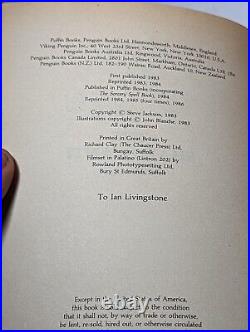 Puffin Books, Penguin Books Ltd, Harmondsworth, Middlesex, England
Viking Penguin Inc., 40 West 23rd Street, New York, New York 10010, U.S.A.
Penguin Books Australia Ltd, Ringwood, Victoria, Australia
Penguin Books Canada Limited, 2801 John Street, Markham, Ontario, Canada
Penguin Books (N.Z.) Ltd, 182–190 Wairau Road, Auckland 10, New Zealand
First published 1983
Reprinted 1983, 1984
Published in Puffin Books incorporating
The Sorcery Spell Book, 1984
Reprinted 1984, 1985 (four times), 1986
Copyright © Steve Jackson, 1983
Illustrations copyright © John Blanche, 1983
All rights reserved
Printed in Great Britain by
Richard Clay (The Chaucer Press) Ltd,
Bungay, Suffolk
Filmset in Palatino (Linotron 202) by
Rowland Phototypesetting Ltd,
Bury St Edmunds, Suffolk
To Ian Livingstone
Except in the United States of America,
this book is sold subject to the condition
that it shall not, by way of trade or otherwise,
be lent, re-sold, hired out, or otherwise circulated